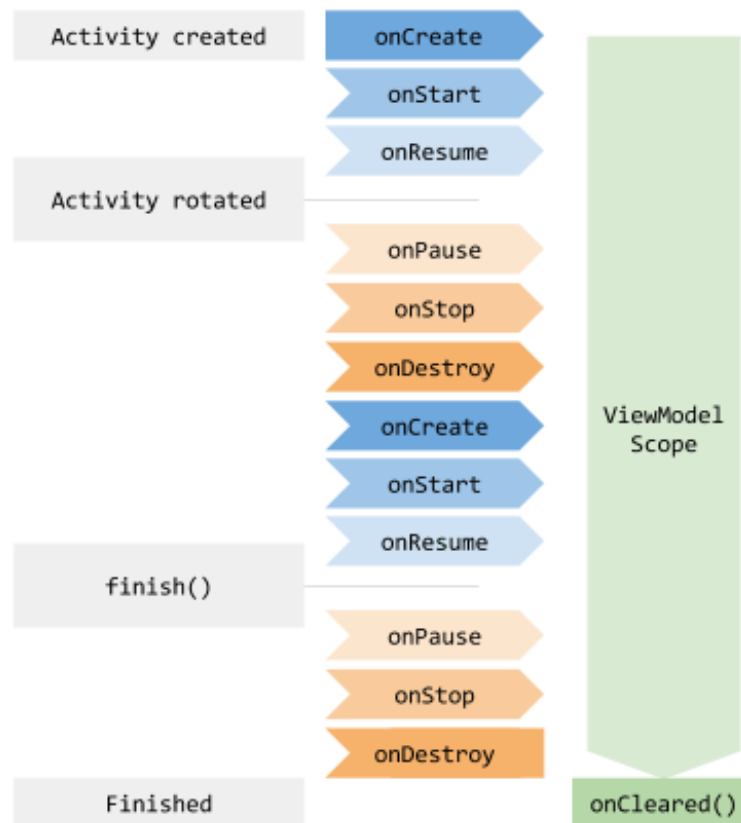 Activity created
onCreate
onStart
onResume
Activity rotated
onPause
onStop
onDestroy
onCreate
ViewModel
Scope
onStart
onResume
finish()
onPause
onStop
onDestroy
Finished
onCleared()